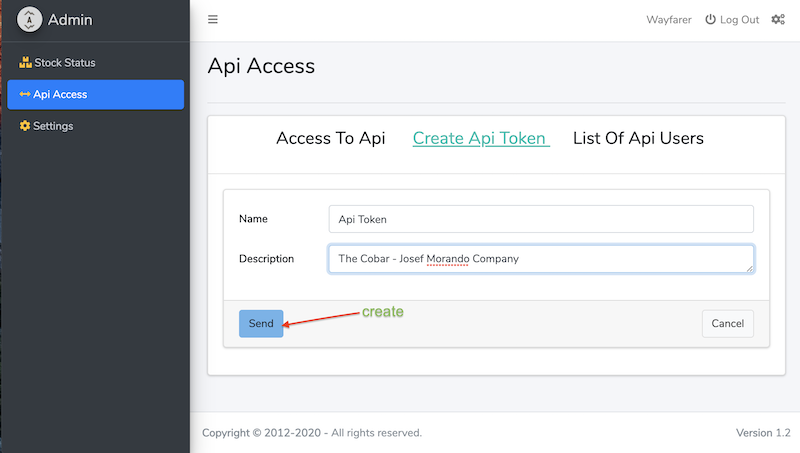 A Admin
Wayfarer Log Out
Stock Status
Api Access
Settings
Api Access
Access To Api Create Api Token List Of Api Users
Name Api Token
Description The Cobar - Josef Morando Company
Send create Cancel
Copyright © 2012-2020 - All rights reserved. Version 1.2